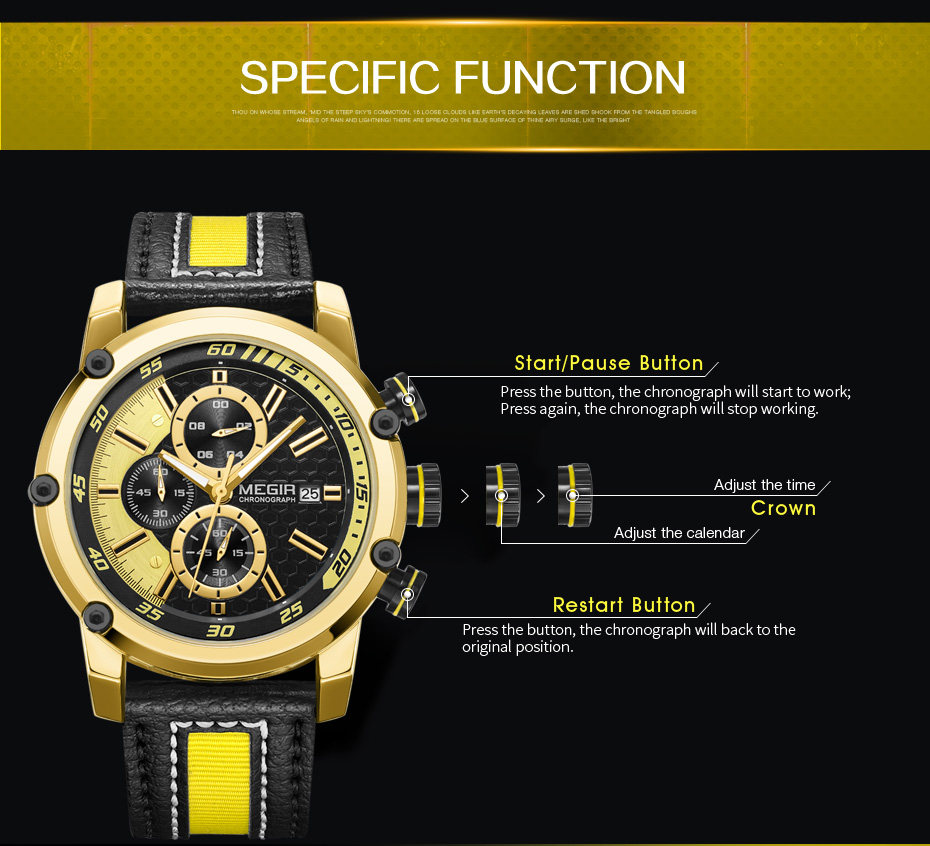 SPECIFIC FUNCTION
THOU ON WHOSE STREAM, 'MID THE STEEP SKY'S COMMOTION, 15 LOOSE CLOUDS LIKE EARTH'S DECAYING LEAVES ARE SHED SHOOK FROM THE TANGLED BOUGHS
ANGELS OF RAIN AND LIGHTNING! THERE ARE SPREAD ON THE BLUE SURFACE OF THINE AIRY SURGE, LIKE THE BRIGHT
60
5
10
15
20
25
30
35
40
45
50
55
00
02
04
06
08
60
45 15
30
MEGIR
CHRONOGRAPH
25
60
45 15
30
Start/Pause Button
Press the button, the chronograph will start to work;
Press again, the chronograph will stop working.
Adjust the time
Crown
Adjust the calendar
Restart Button
Press the button, the chronograph will back to the
original position.